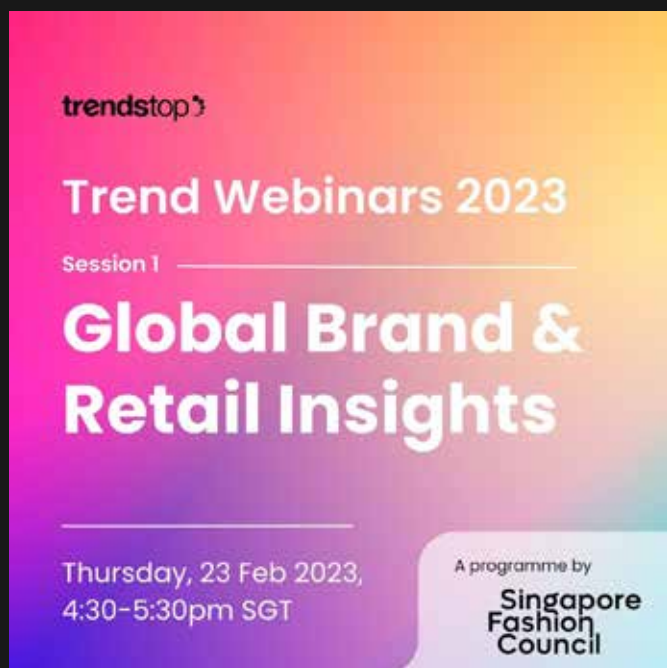 trendstop
Trend Webinars 2023
Session 1
Global Brand &
Retail Insights
Thursday, 23 Feb 2023,
4:30-5:30pm SGT
A programme by
Singapore
Fashion
Council